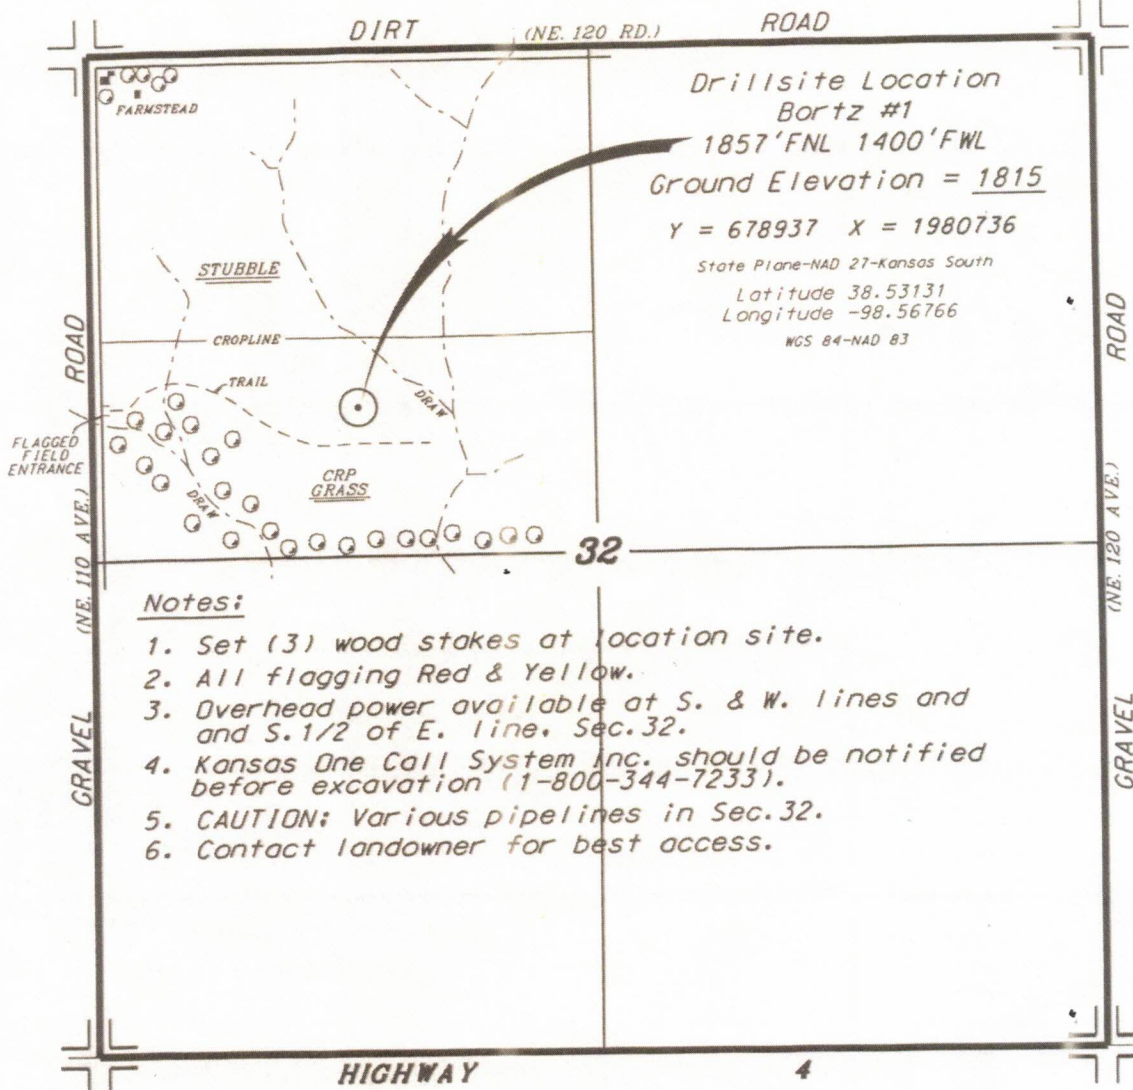 DIRT (NE. 120 RD.) ROAD
FARMSTEAD
Drillsite Location
Bortz #1
1857'FNL 1400'FWL
Ground Elevation = 1815
Y = 678937 X = 1980736
State Plane-NAD 27-Kansas South
Latitude 38.53131
Longitude -98.56766
WGS 84-NAD 83
STUBBLE
CROPLINE
TRAIL
DRAW
FLAGGED
FIELD
ENTRANCE
CRP
GRASS
DRAW
32
GRAVEL (NE. 110 AVE.) ROAD
GRAVEL (NE. 120 AVE.) ROAD
Notes:
1. Set (3) wood stakes at location site.
2. All flagging Red & Yellow.
3. Overhead power available at S. & W. lines and
and S.1/2 of E. line. Sec.32.
4. Kansas One Call System Inc. should be notified
before excavation (1-800-344-7233).
5. CAUTION: Various pipelines in Sec.32.
6. Contact landowner for best access.
HIGHWAY 4